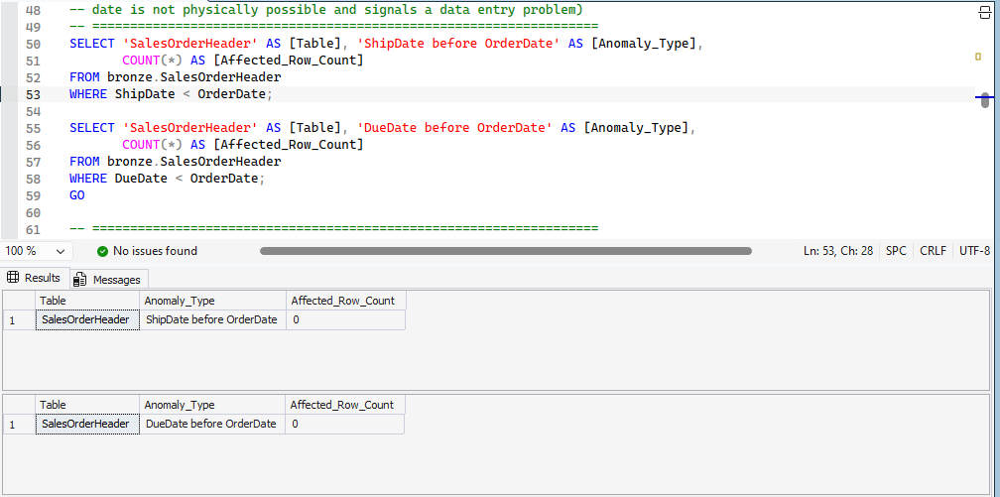 48 -- date is not physically possible and signals a data entry problem)
49 -- ===================================================================
50 SELECT 'SalesOrderHeader' AS [Table], 'ShipDate before OrderDate' AS [Anomaly_Type],
51 COUNT(*) AS [Affected_Row_Count]
52 FROM bronze.SalesOrderHeader
53 WHERE ShipDate < OrderDate;
54
55 SELECT 'SalesOrderHeader' AS [Table], 'DueDate before OrderDate' AS [Anomaly_Type],
56 COUNT(*) AS [Affected_Row_Count]
57 FROM bronze.SalesOrderHeader
58 WHERE DueDate < OrderDate;
59 GO
60
61 -- ===================================================================
100 % No issues found Ln: 53, Ch: 28 SPC CRLF UTF-8
Results Messages
Table Anomaly_Type Affected_Row_Count
1 SalesOrderHeader ShipDate before OrderDate 0
Table Anomaly_Type Affected_Row_Count
1 SalesOrderHeader DueDate before OrderDate 0